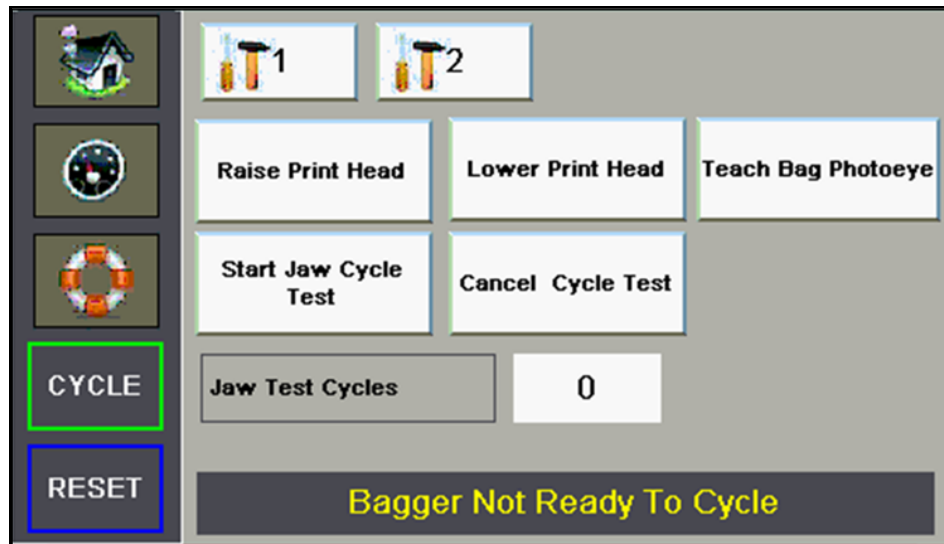 1
2
Raise Print Head
Lower Print Head
Teach Bag Photoeye
Start Jaw Cycle
Test
Cancel Cycle Test
CYCLE
Jaw Test Cycles
0
RESET
Bagger Not Ready To Cycle